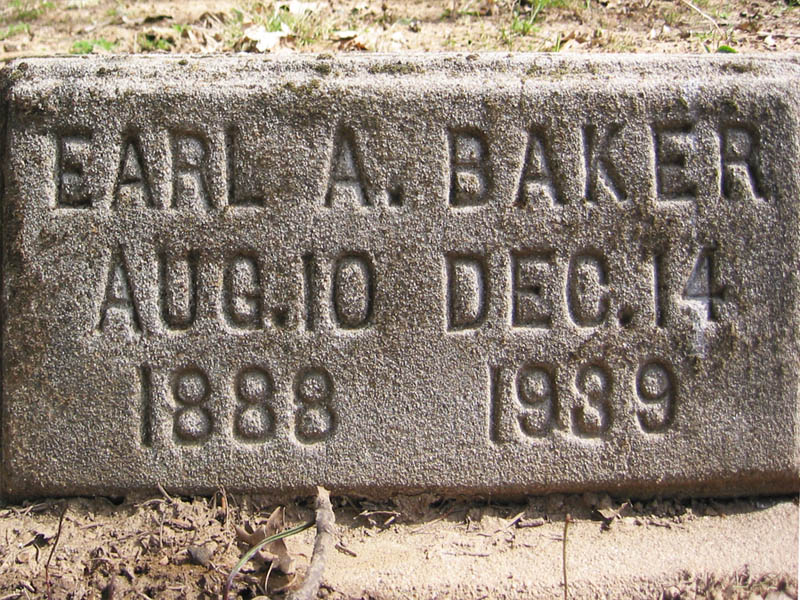 EARL A. BAKER
AUG. 10 DEC. 14
1888 1939